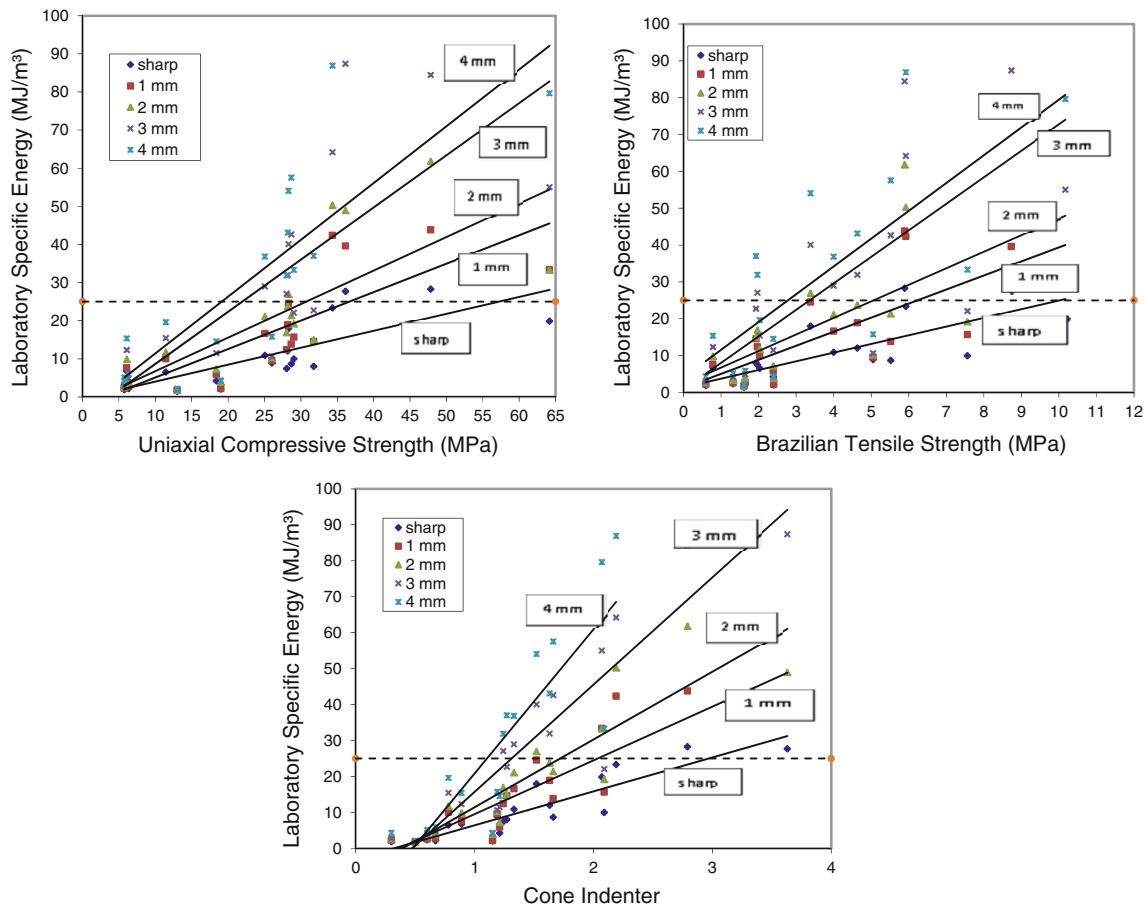 100
90
80
70
60
50
40
30
20
10
0
Laboratory Specific Energy (MJ/m³)
sharp
1 mm
2 mm
3 mm
4 mm
4 mm
3 mm
2 mm
1 mm
sharp
0 5 10 15 20 25 30 35 40 45 50 55 60 65
Uniaxial Compressive Strength (MPa)
100
90
80
70
60
50
40
30
20
10
0
Laboratory Specific Energy (MJ/m³)
sharp
1 mm
2 mm
3 mm
4 mm
4 mm
3 mm
2 mm
1 mm
sharp
0 1 2 3 4 5 6 7 8 9 10 11 12
Brazilian Tensile Strength (MPa)
100
90
80
70
60
50
40
30
20
10
0
Laboratory Specific Energy (MJ/m³)
sharp
1 mm
2 mm
3 mm
4 mm
3 mm
4 mm
2 mm
1 mm
sharp
0 1 2 3 4
Cone Indenter